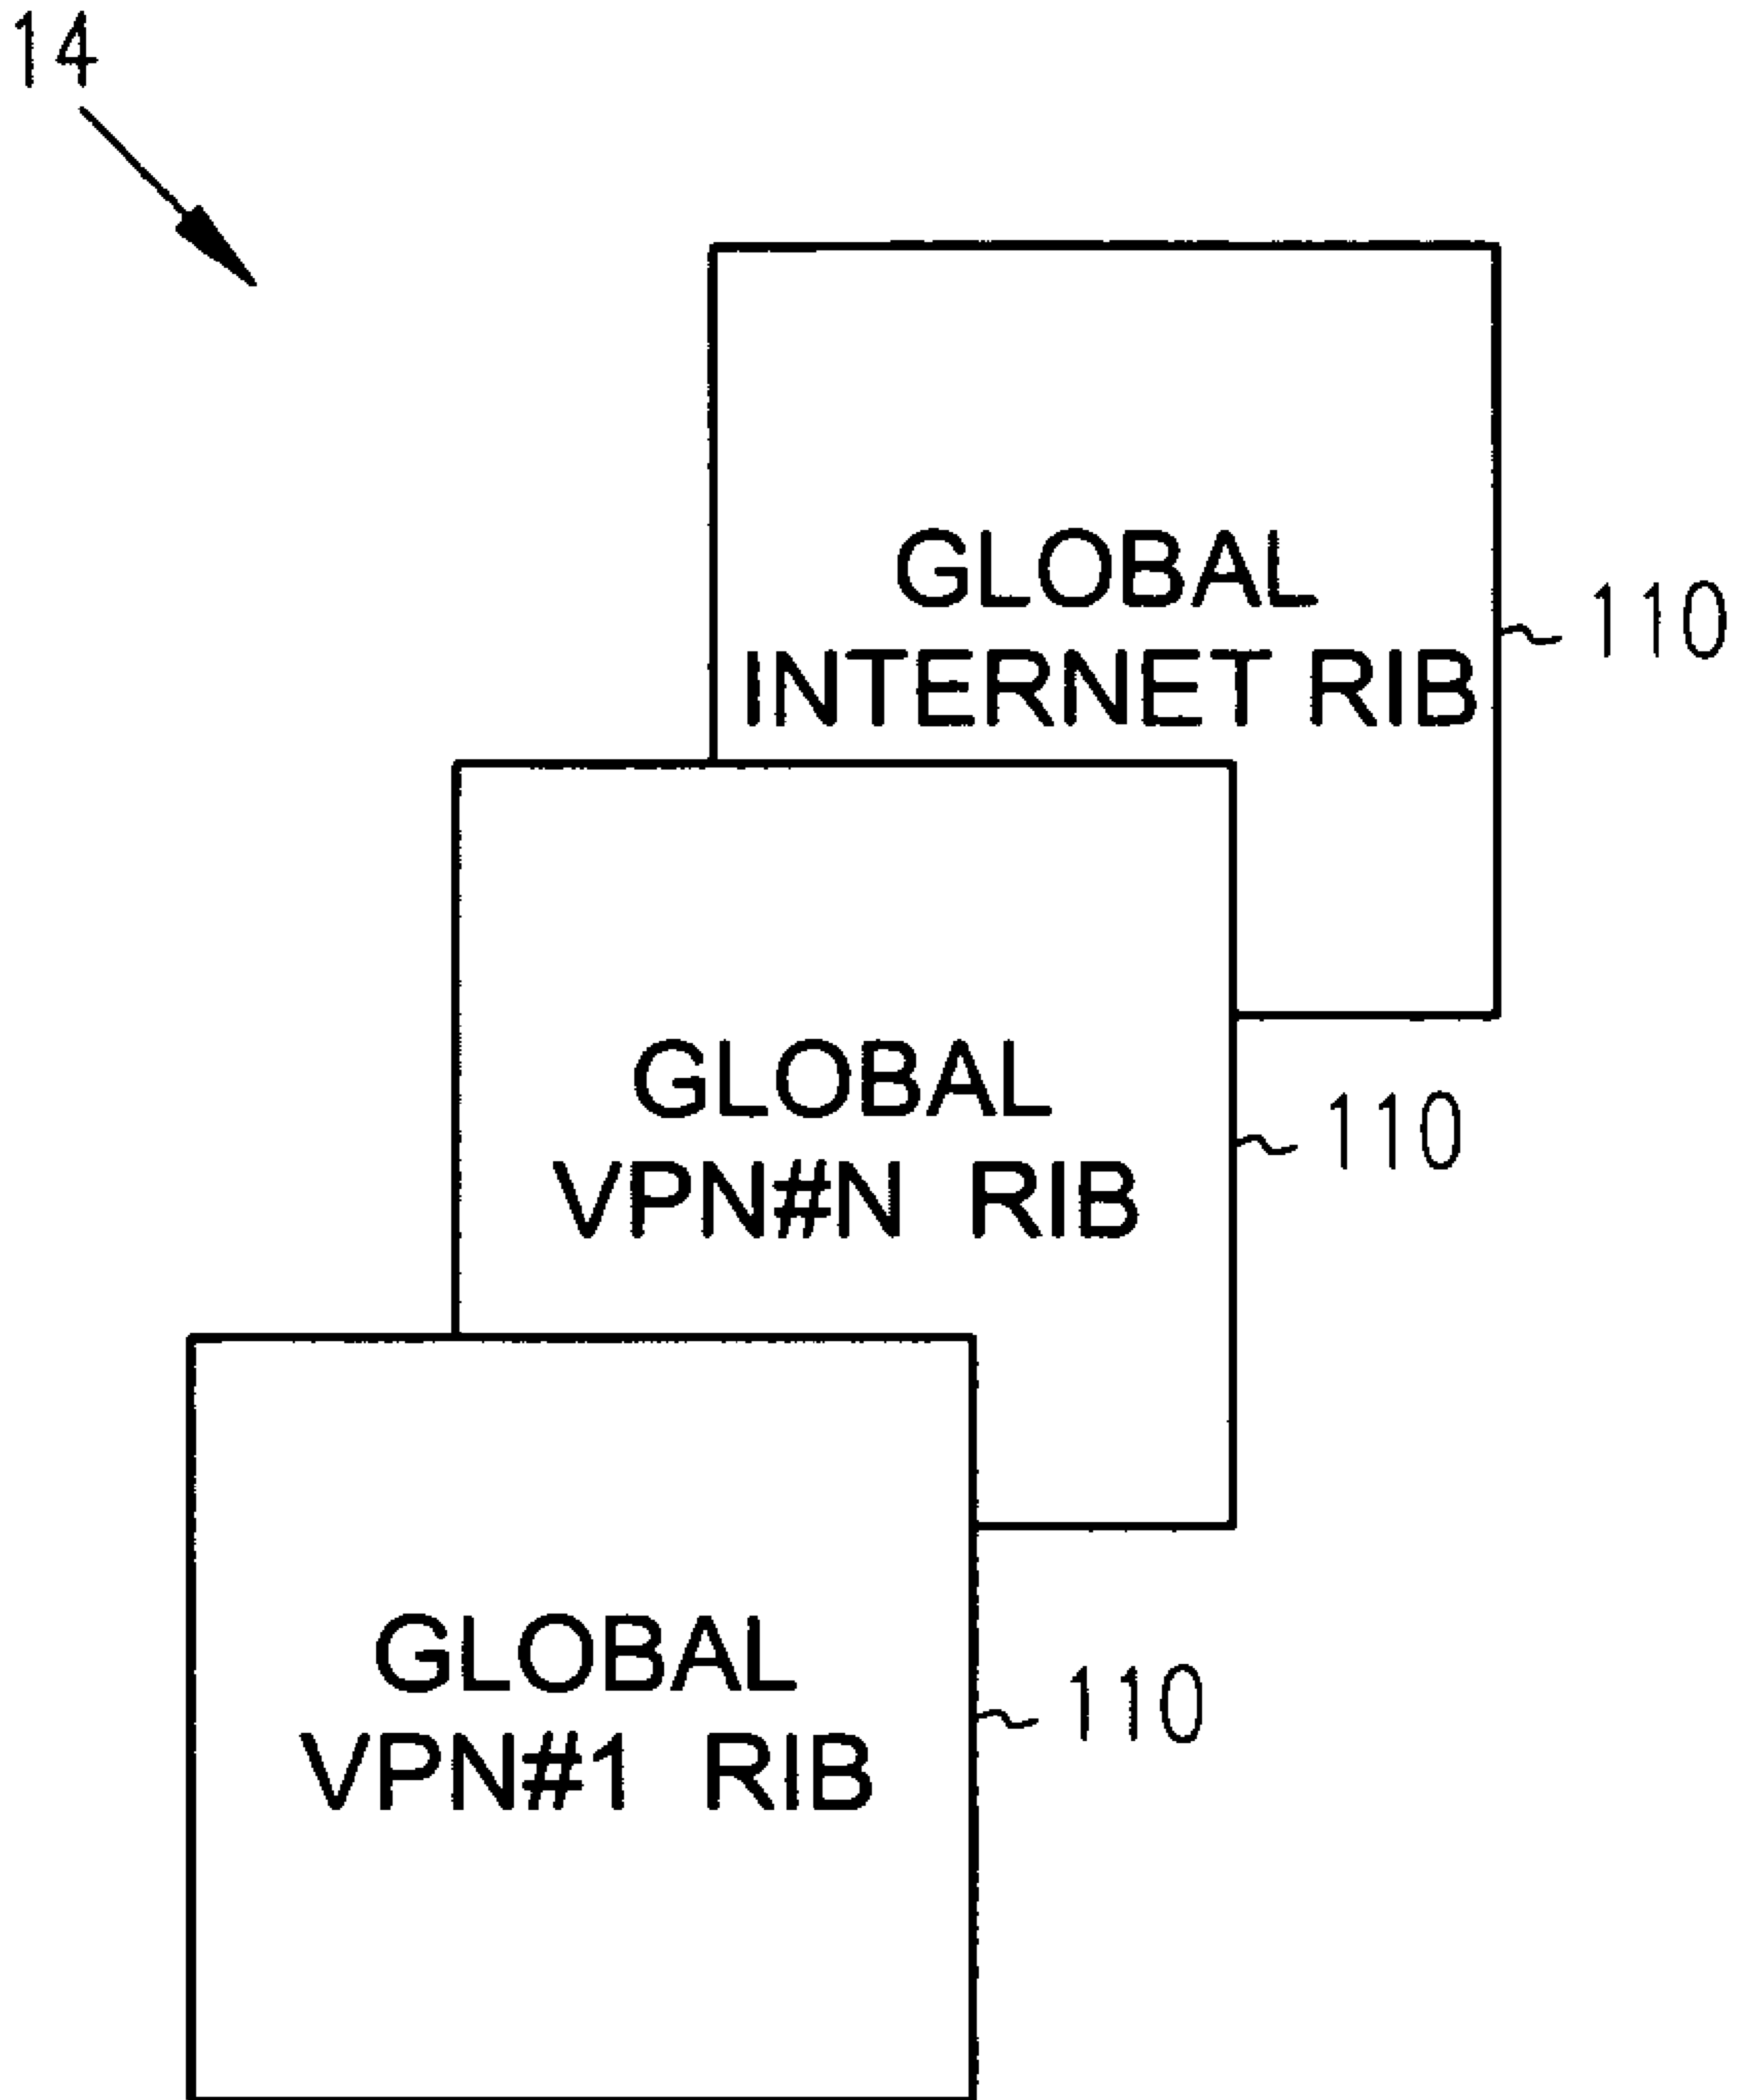 14
GLOBAL
INTERNET RIB
110
GLOBAL
VPN#N RIB
110
GLOBAL
VPN#1 RIB
110